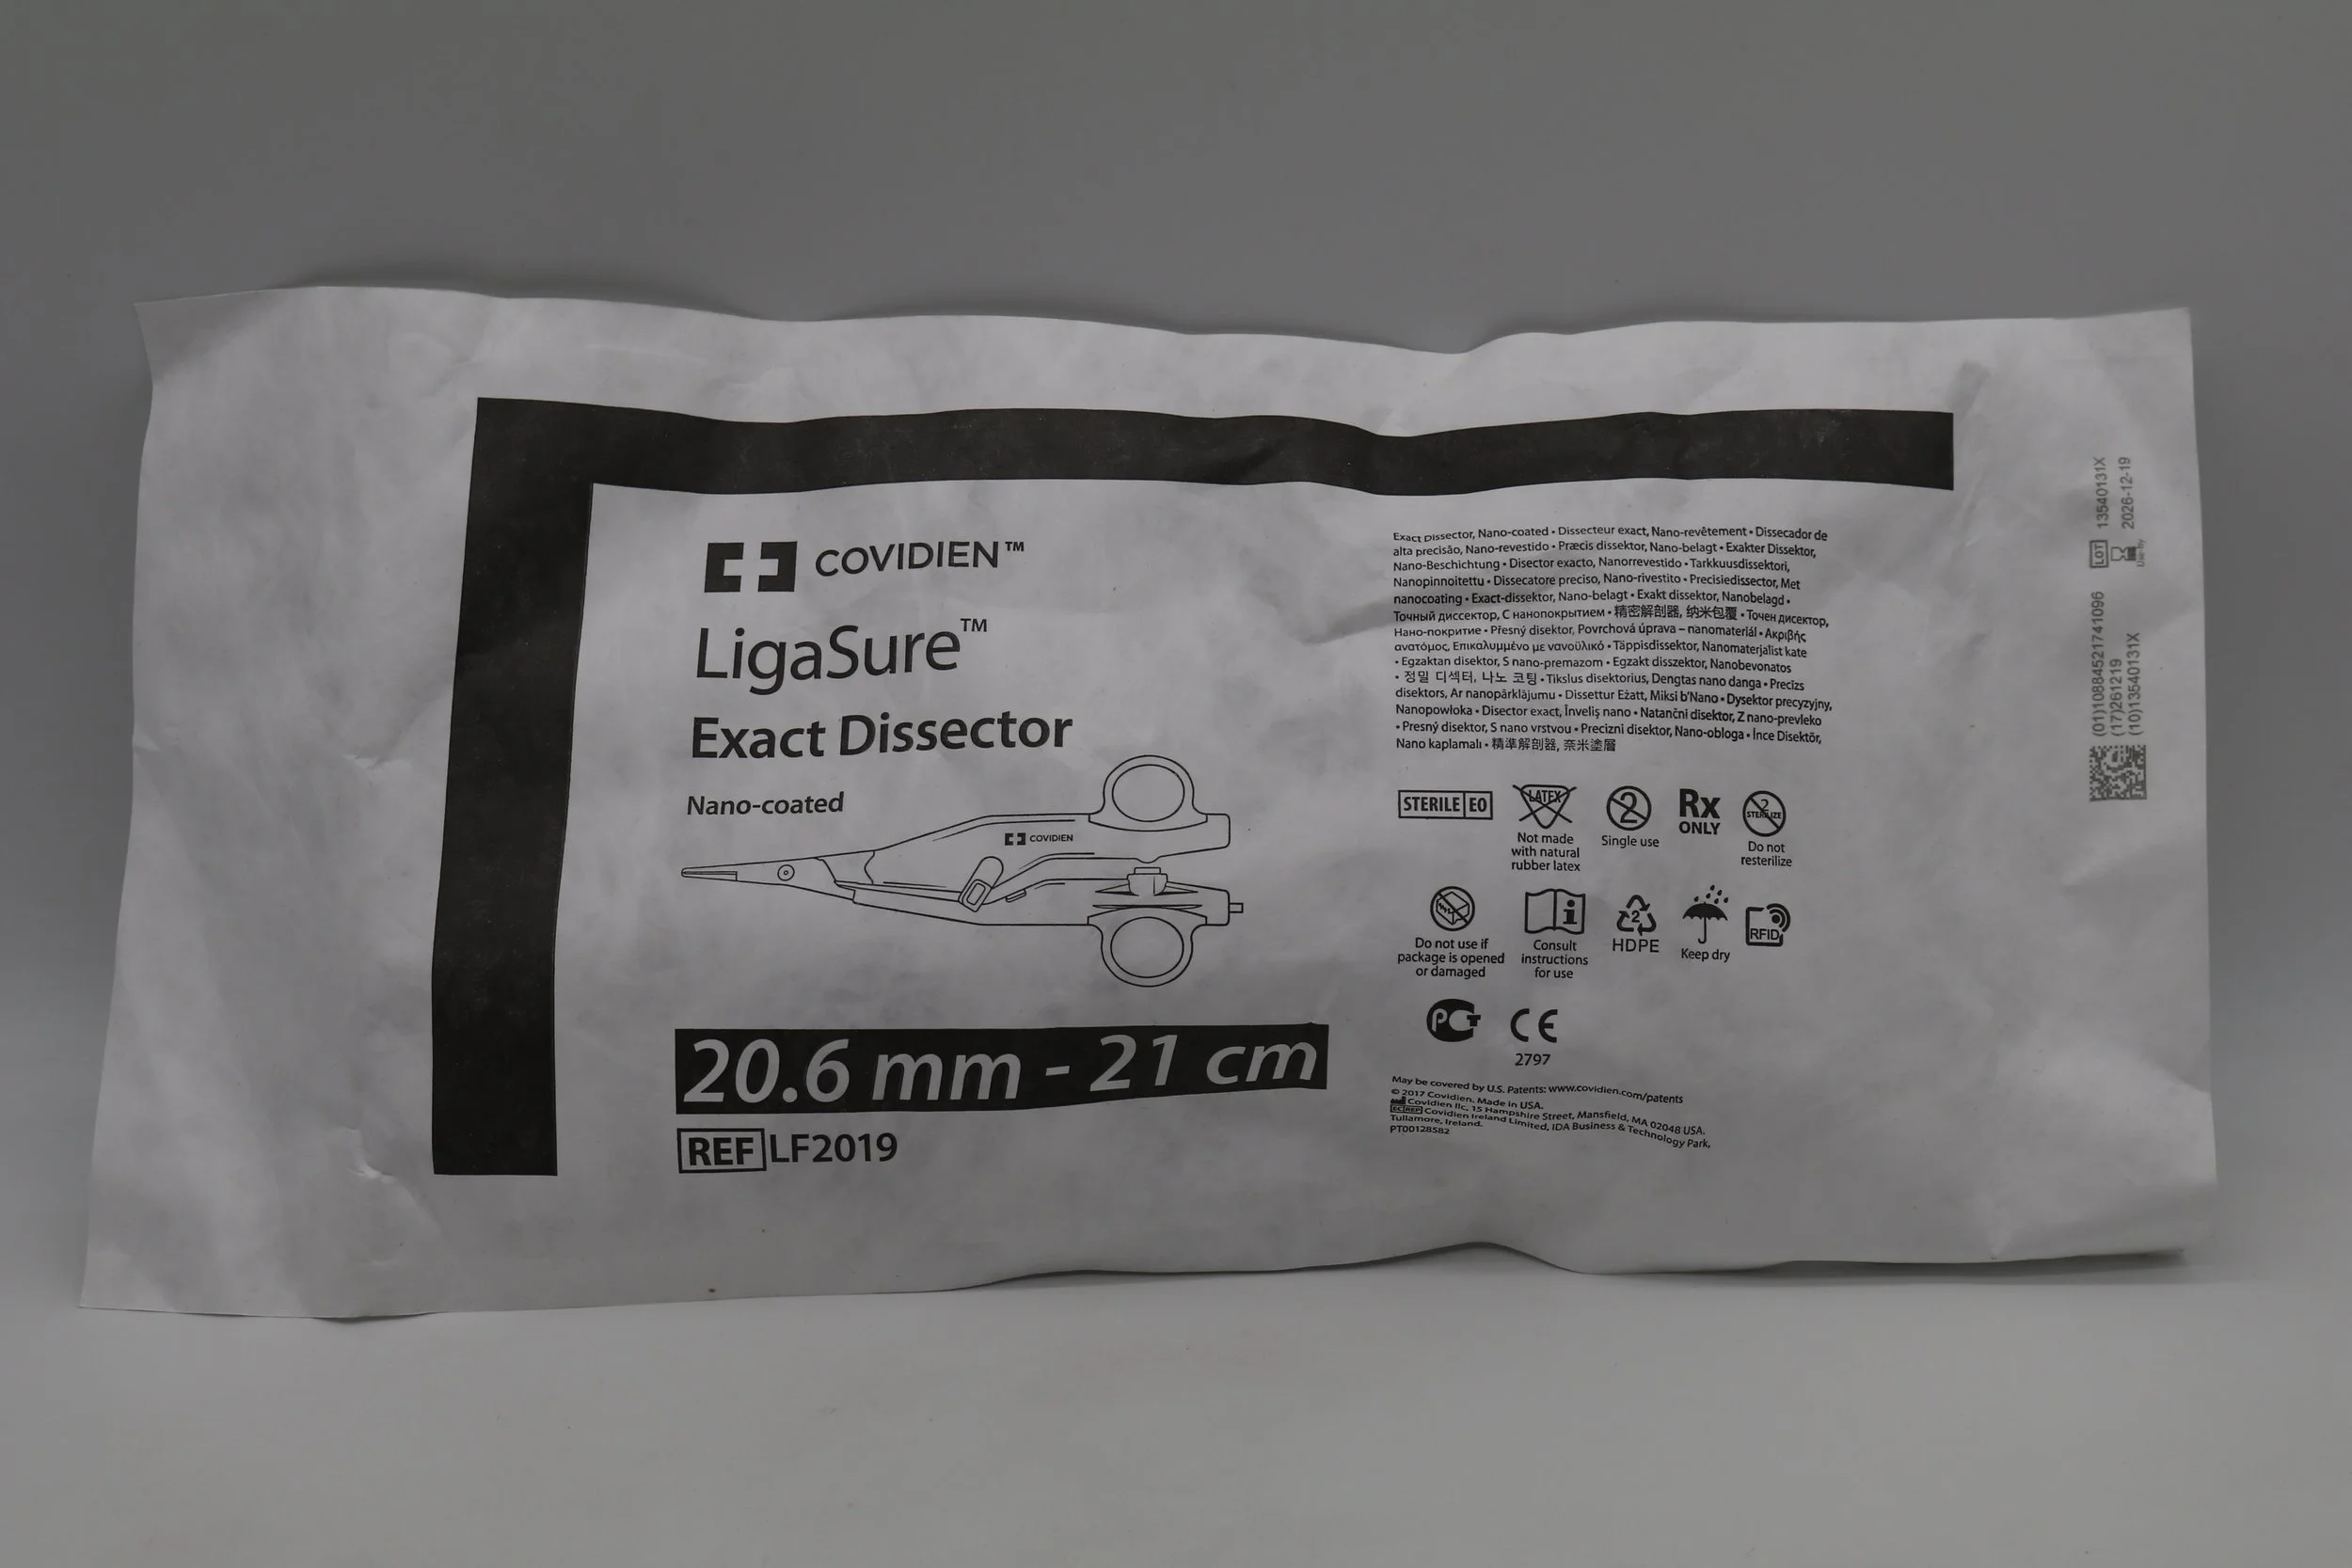 COVIDIEN™
LigaSure™
Exact Dissector
Nano-coated
COVIDIEN
20.6 mm - 21 cm
REF LF2019
Exact Dissector, Nano-coated • Dissecteur exact, Nano-revêtement • Dissecador de
alta precisão, Nano-revestido • Præcis dissektor, Nano-belagt • Exakter Dissektor,
Nano-Beschichtung • Disector exacto, Nanorrevestido • Tarkkuusdissektori,
Nanopinnoitettu • Dissecatore preciso, Nano-rivestito • Precisiedissector, Met
nanocoating • Exact-dissektor, Nano-belagt • Exakt dissektor, Nanobelagd •
Точный диссектор, С нанопокрытием • 精密解剖器, 纳米包覆 • Точен дисектор,
Нано-покритие • Přesný disektor, Povrchová úprava – nanomateriál • Ακριβής
ανατόμος, Επικαλυμμένο με νανοϋλικό • Täppisdissektor, Nanomaterjalist kate
• Egzaktan disektor, S nano-premazom • Egzakt disszektor, Nanobevonatos
• 정밀 디섹터, 나노 코팅 • Tikslus disektorius, Dengtas nano danga • Precīzs
disektors, Ar nanopārklājumu • Dissettur Eżatt, Miksi b'Nano • Dysektor precyzyjny,
Nanopowłoka • Disector exact, Înveliş nano • Natančni disektor, Z nano-prevleko
• Presný disektor, S nano vrstvou • Precizni disektor, Nano-obloga • İnce Disektör,
Nano kaplamalı • 精準解剖器, 奈米塗層
STERILE EO
LATEX
Not made
with natural
rubber latex
2
Single use
Rx
ONLY
2
STERILIZE
Do not
resterilize
Do not use if
package is opened
or damaged
i
Consult
instructions
for use
2
HDPE
Keep dry
RFID
PCT
CE
2797
May be covered by U.S. Patents: www.covidien.com/patents
© 2017 Covidien. Made in USA.
Covidien llc, 15 Hampshire Street, Mansfield, MA 02048 USA.
EC REP Covidien Ireland Limited, IDA Business & Technology Park,
Tullamore, Ireland.
PT00128582
LOT 13540131X
2026-12-19
Use-By
(01)10884521741096
(17)261219
(10)13540131X